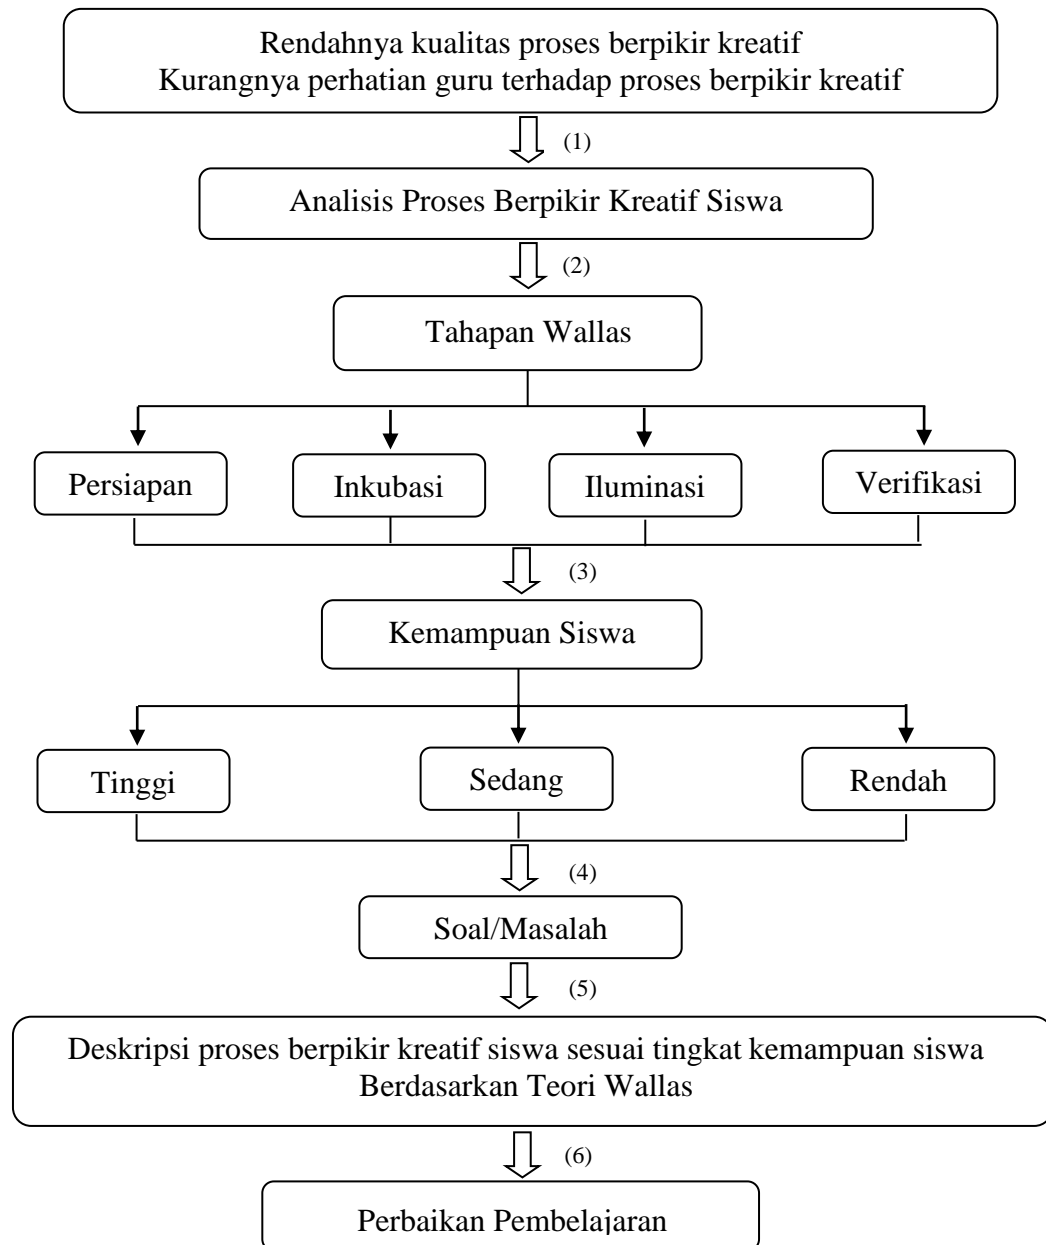 Rendahnya kualitas proses berpikir kreatif
Kurangnya perhatian guru terhadap proses berpikir kreatif
(1)
Analisis Proses Berpikir Kreatif Siswa
(2)
Tahapan Wallas
Persiapan
Inkubasi
Iluminasi
Verifikasi
(3)
Kemampuan Siswa
Tinggi
Sedang
Rendah
(4)
Soal/Masalah
(5)
Deskripsi proses berpikir kreatif siswa sesuai tingkat kemampuan siswa
Berdasarkan Teori Wallas
(6)
Perbaikan Pembelajaran